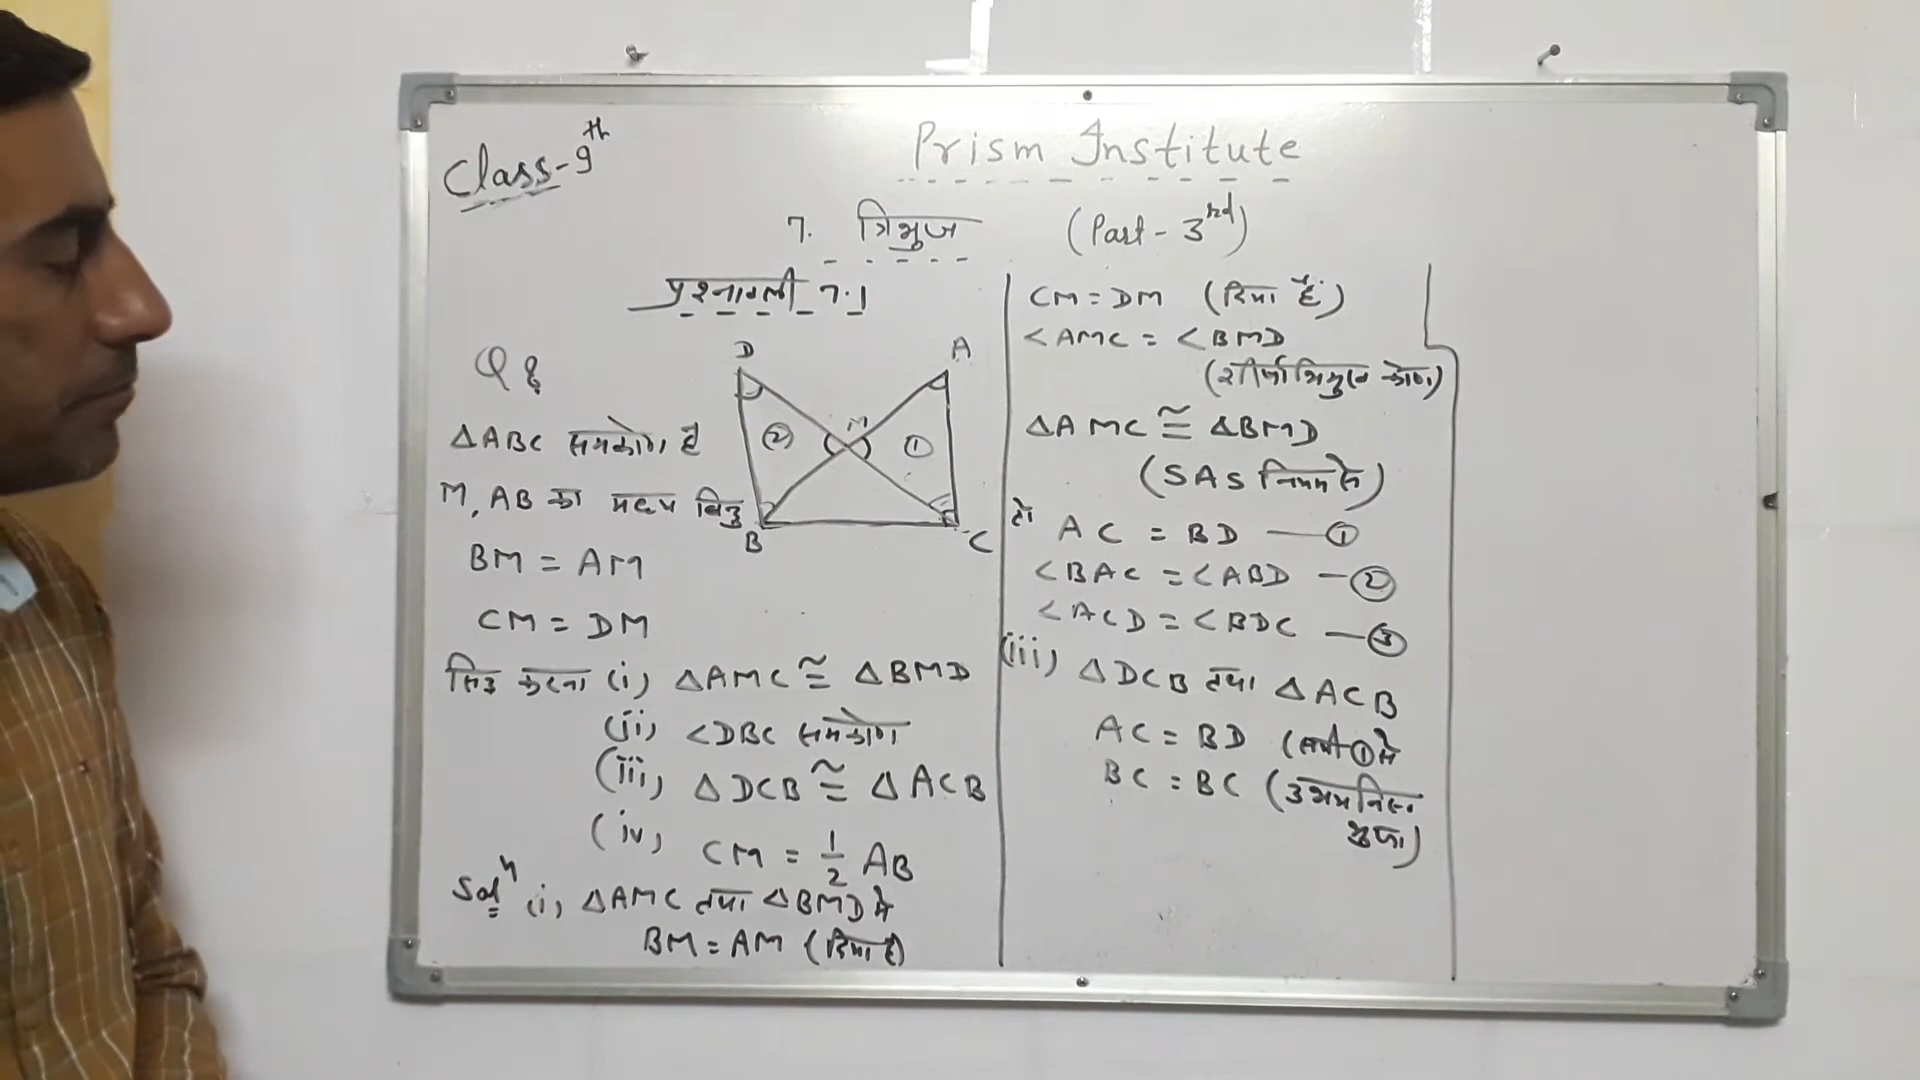 Class-9th
Prism Institute
7. त्रिभुज (Part-3rd)
प्रश्नावली 7.1
Q 8
D A
M
② ①
B C
ΔABC समकोण है
M, AB का मध्य बिंदु
BM = AM
CM = DM
सिद्ध करना (i) ΔAMC ≅ ΔBMD
(ii) <DBC समकोण
(iii) ΔDCB ≅ ΔACB
(iv) CM = 1/2 AB
Solⁿ (i) ΔAMC तथा ΔBMD में
BM = AM (दिया है)
CM = DM (दिया है)
<AMC = <BMD
(शीर्षाभिमुख कोण)
ΔAMC ≅ ΔBMD
(SAS नियम से)
तो AC = BD —①
<BAC = <ABD —②
<ACD = <BDC —③
(iii) ΔDCB तथा ΔACB
AC = BD (समी ① से
BC = BC (उभयनिष्ठ
भुजा)